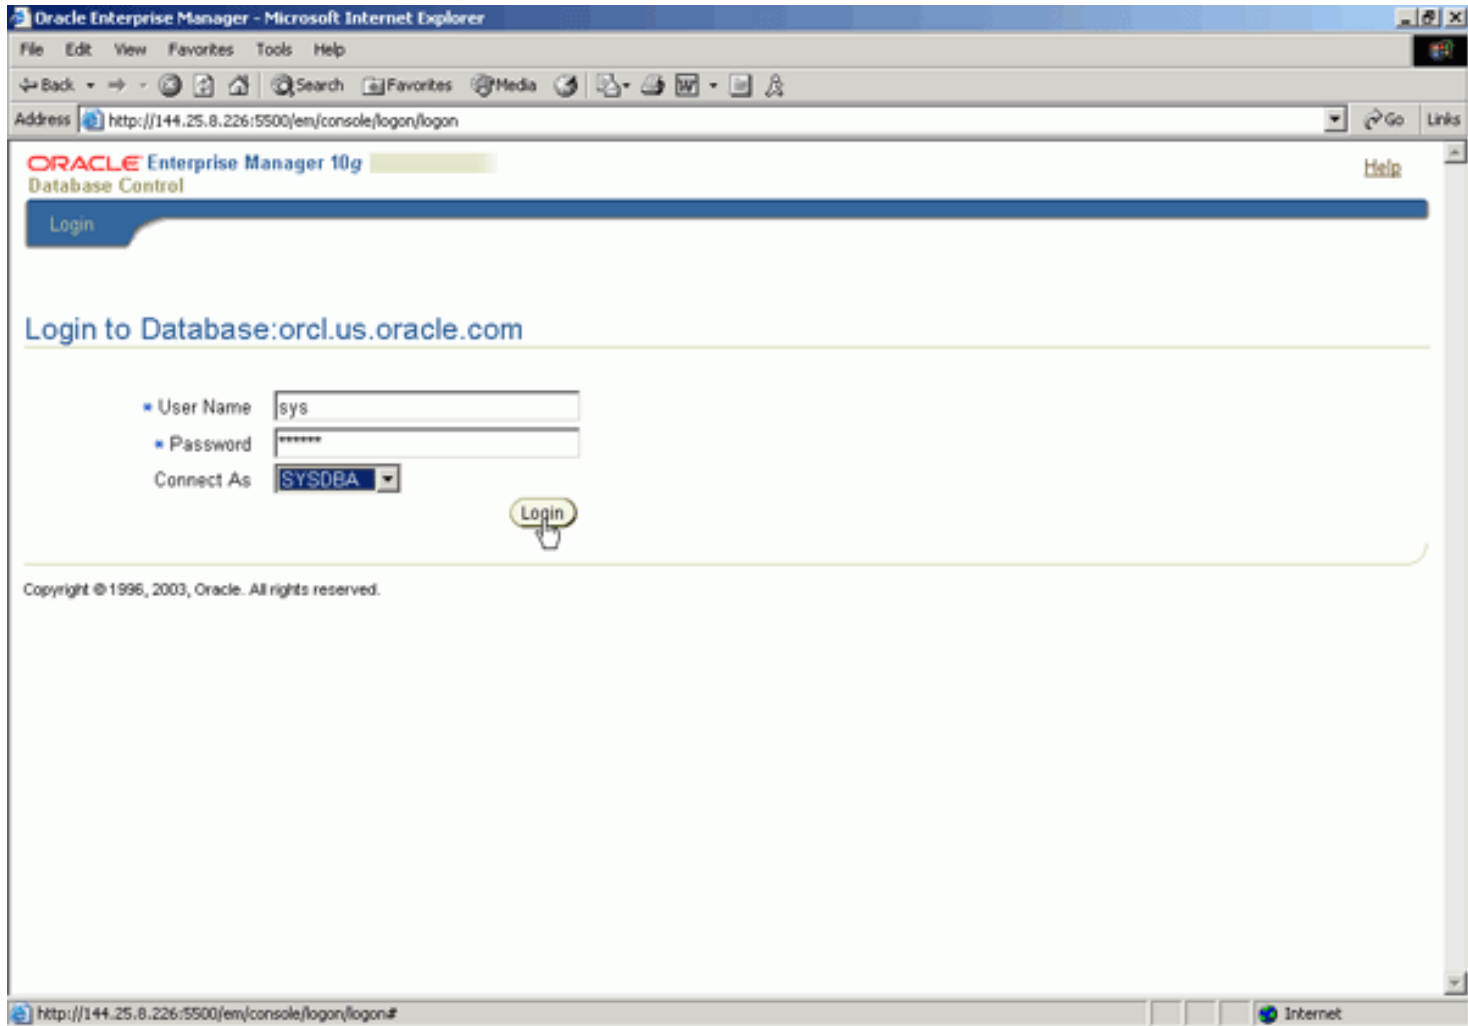 Oracle Enterprise Manager - Microsoft Internet Explorer
File Edit View Favorites Tools Help
Back Search Favorites Media
Address http://144.25.8.226:5500/em/console/logon/logon Go Links
ORACLE Enterprise Manager 10g Help
Database Control
Login
Login to Database:orcl.us.oracle.com
* User Name sys
* Password ******
Connect As SYSDBA
Login
Copyright © 1996, 2003, Oracle. All rights reserved.
http://144.25.8.226:5500/em/console/logon/logon# Internet